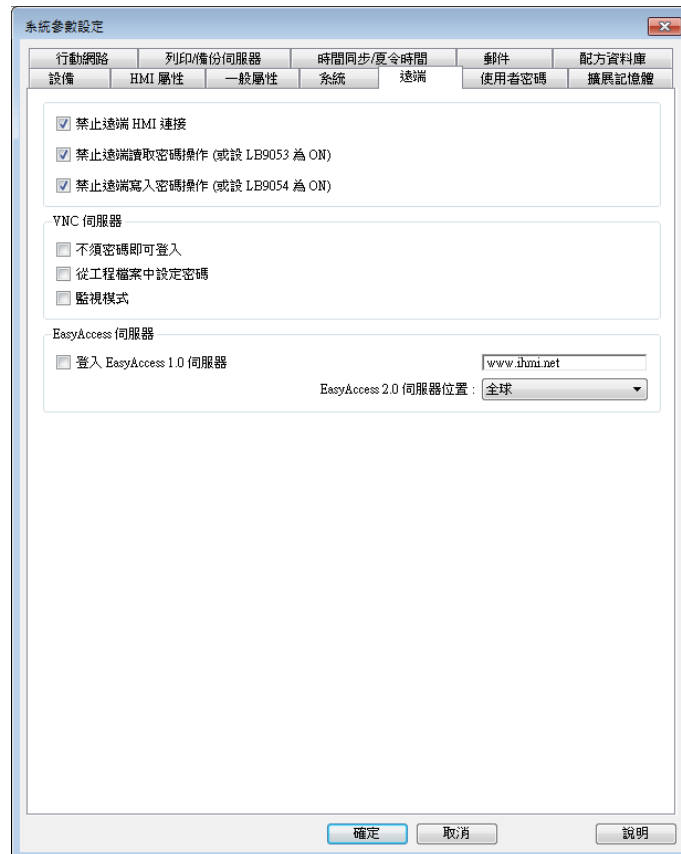 系統參數設定
行動網路 列印/備份伺服器 時間同步/夏令時間 郵件 配方資料庫
設備 HMI 屬性 一般屬性 系統 遠端 使用者密碼 擴展記憶體
禁止遠端 HMI 連接
禁止遠端讀取密碼操作 (或設 LB9053 為 ON)
禁止遠端寫入密碼操作 (或設 LB9054 為 ON)
VNC 伺服器
不須密碼即可登入
從工程檔案中設定密碼
監視模式
EasyAccess 伺服器
登入 EasyAccess 1.0 伺服器 www.ihmi.net
EasyAccess 2.0 伺服器位置 : 全球
確定 取消 說明